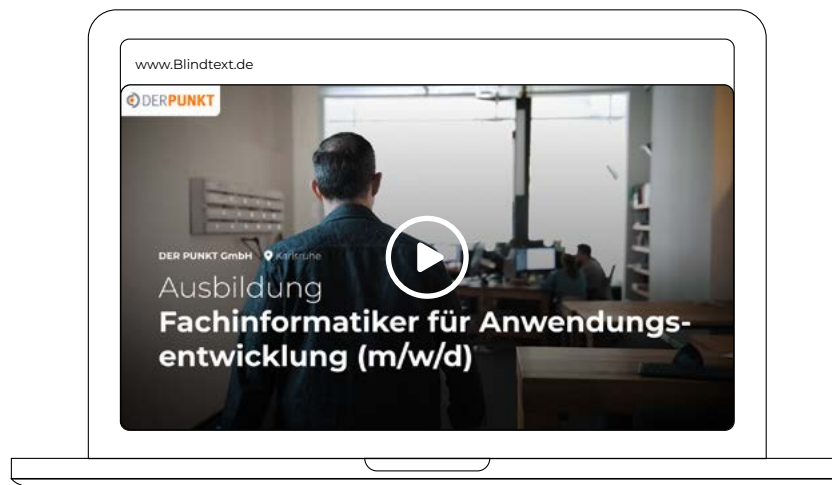 www.Blindtext.de
DERPUNKT
DER PUNKT GmbH Karlsruhe
Ausbildung
Fachinformatiker für Anwendungs-
entwicklung (m/w/d)